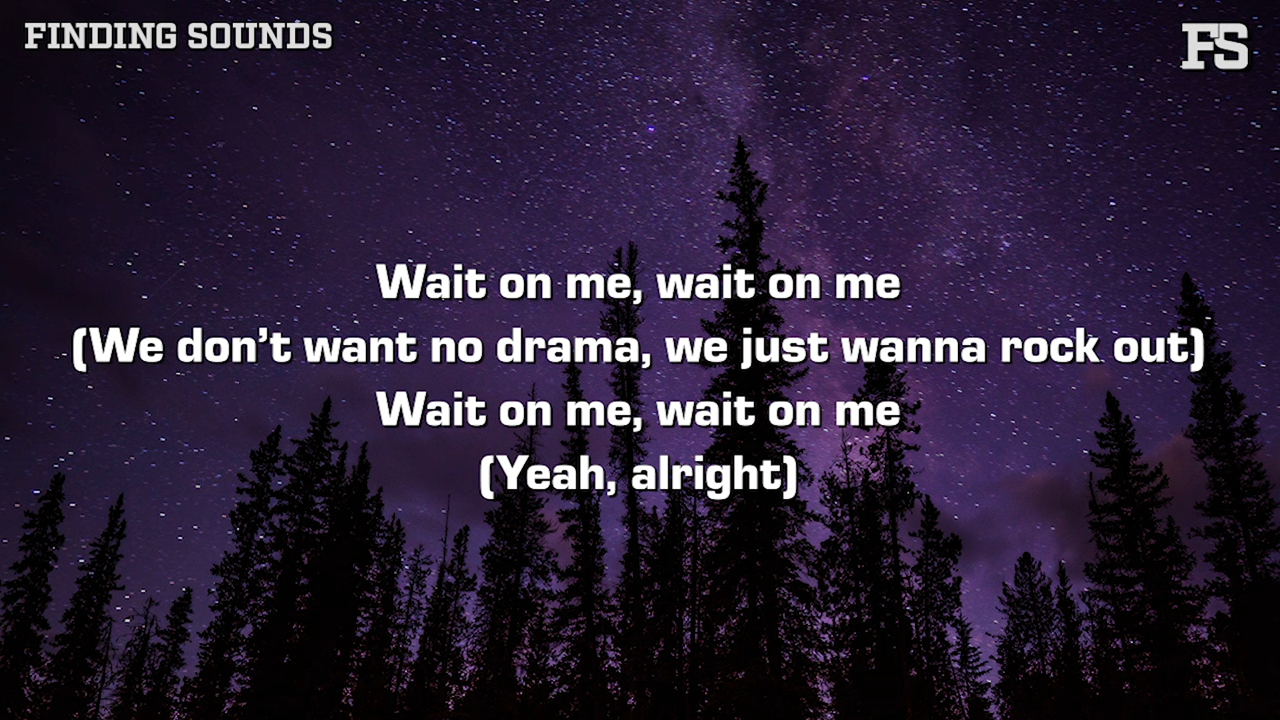 FINDING SOUNDS
FS
Wait on me, wait on me
(We don't want no drama, we just wanna rock out)
Wait on me, wait on me
(Yeah, alright)